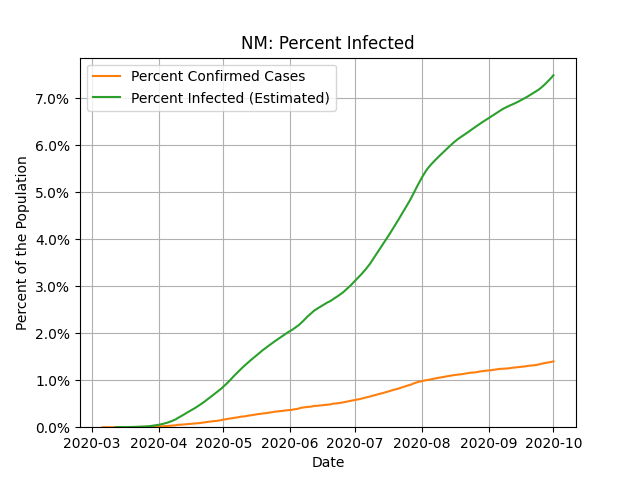 NM: Percent Infected
Percent Confirmed Cases
Percent Infected (Estimated)
Percent of the Population
7.0%
6.0%
5.0%
4.0%
3.0%
2.0%
1.0%
0.0%
2020-03 2020-04 2020-05 2020-06 2020-07 2020-08 2020-09 2020-10
Date